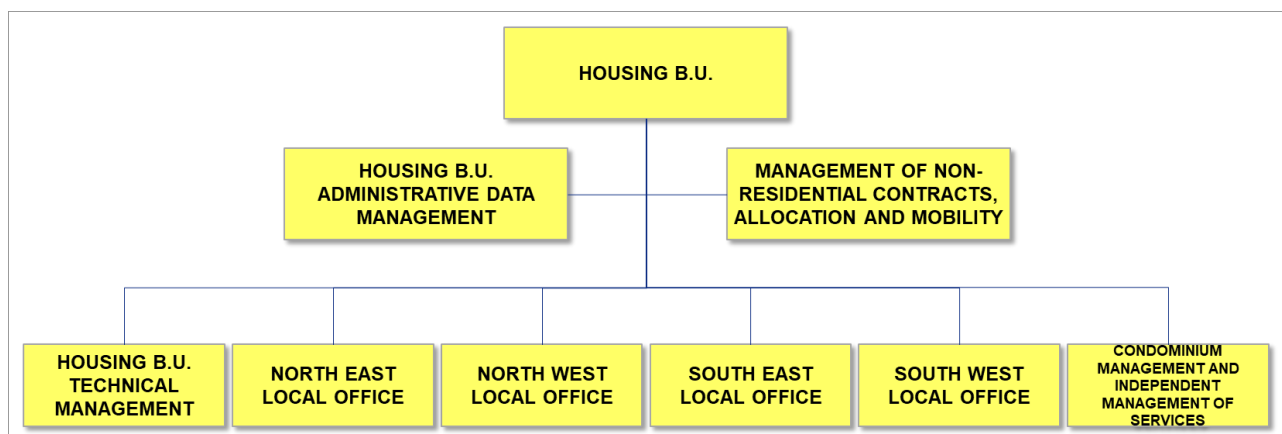 HOUSING B.U.
HOUSING B.U.
ADMINISTRATIVE DATA
MANAGEMENT
MANAGEMENT OF NON-
RESIDENTIAL CONTRACTS,
ALLOCATION AND MOBILITY
HOUSING B.U.
TECHNICAL
MANAGEMENT
NORTH EAST
LOCAL OFFICE
NORTH WEST
LOCAL OFFICE
SOUTH EAST
LOCAL OFFICE
SOUTH WEST
LOCAL OFFICE
CONDOMINIUM
MANAGEMENT AND
INDEPENDENT
MANAGEMENT OF
SERVICES